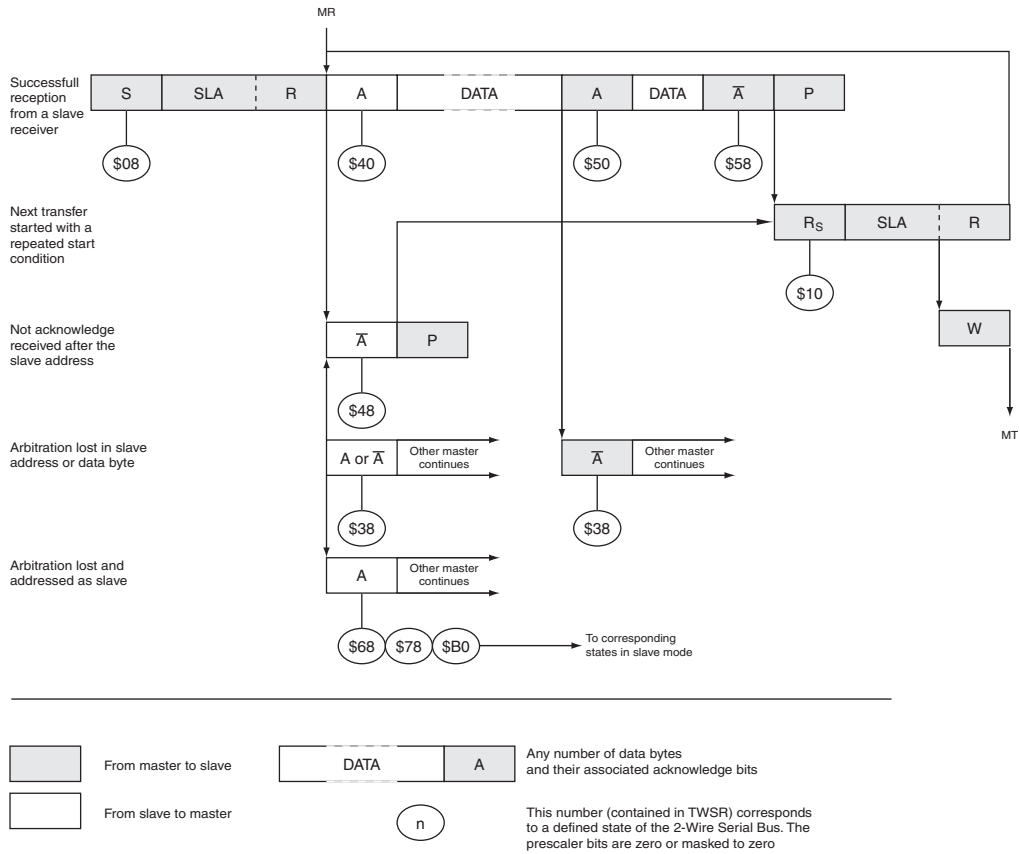 MR
Successfull
reception
from a slave
receiver
S SLA R A DATA A DATA A̅ P
$08 $40 $50 $58
Next transfer
started with a
repeated start
condition
RS SLA R
$10
Not acknowledge
received after the
slave address
A̅ P
W
$48
MT
Arbitration lost in slave
address or data byte
A or A̅
Other master
continues
A̅
Other master
continues
$38 $38
Arbitration lost and
addressed as slave
A
Other master
continues
$68 $78 $B0
To corresponding
states in slave mode
From master to slave
DATA A
Any number of data bytes
and their associated acknowledge bits
From slave to master
n
This number (contained in TWSR) corresponds
to a defined state of the 2-Wire Serial Bus. The
prescaler bits are zero or masked to zero